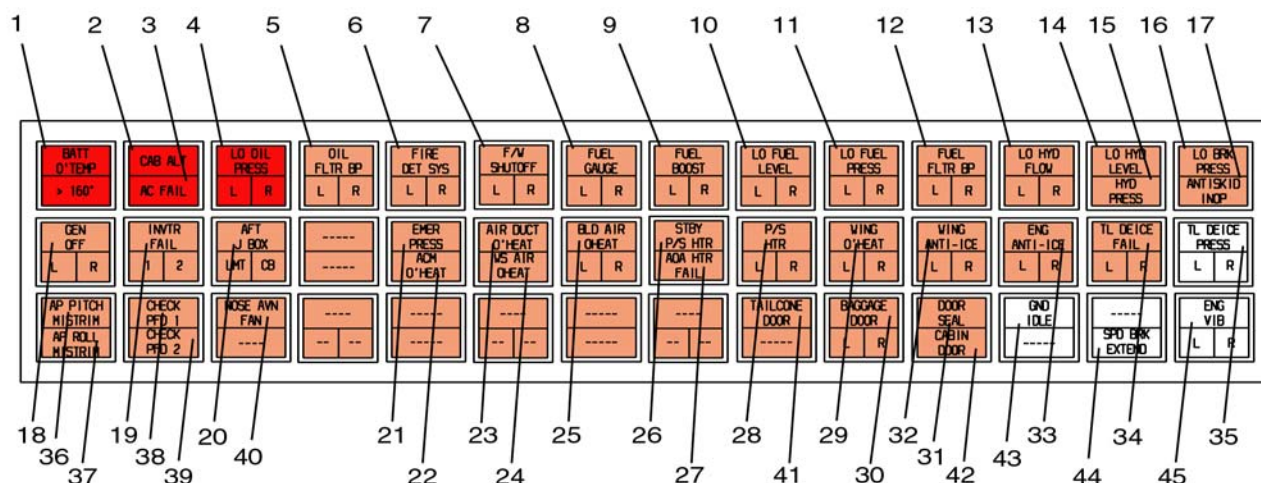 1 2 3 4 5 6 7 8 9 10 11 12 13 14 15 16 17
BATT O'TEMP > 160°
CAB ALT AC FAIL
LO OIL PRESS L R
OIL FLTR BP L R
FIRE DET SYS L R
F/W SHUTOFF L R
FUEL GAUGE L R
FUEL BOOST L R
LO FUEL LEVEL L R
LO FUEL PRESS L R
FUEL FLTR BP L R
LO HYD FLOW L R
LO HYD LEVEL HYD PRESS
LO BRK PRESS ANTISKID INOP
GEN OFF L R
INVTR FAIL 1 2
AFT J BOX LMT CB
----- -----
EMER PRESS ACM O'HEAT
AIR DUCT O'HEAT WS AIR OHEAT
BLD AIR OHEAT L R
STBY P/S HTR AOA HTR FAIL
P/S HTR L R
WING O'HEAT L R
WING ANTI-ICE L R
ENG ANTI-ICE L R
TL DEICE FAIL L R
TL DEICE PRESS L R
AP PITCH MISTRIM AP ROLL MISTRIM
CHECK PFD 1 CHECK PFD 2
NOSE AVN FAN ----
---- -- --
----- -----
---- -- --
----- -----
---- -- --
TAILCONE DOOR -----
BAGGAGE DOOR L R
DOOR SEAL CABIN DOOR
GND IDLE -----
----- SPD BRK EXTEND
ENG VIB L R
18 19 20 21 23 25 26 28 29 32 33 34 35
36 38 40 22 24 27 41 30 31 42 43 44 45
37 39